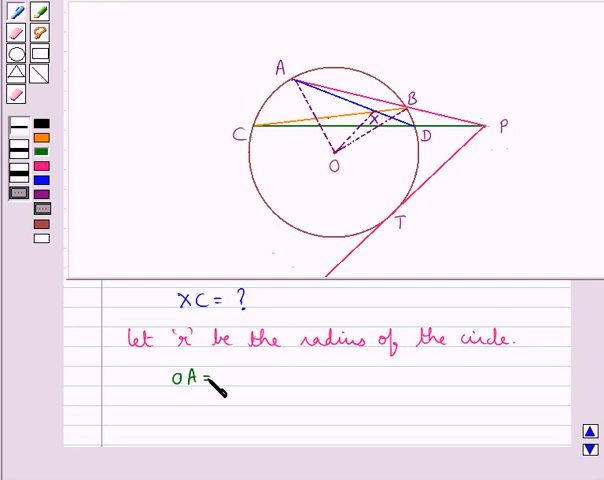 A
B
X
C
D
P
O
T
XC = ?
let 'r' be the radius of the circle.
OA =